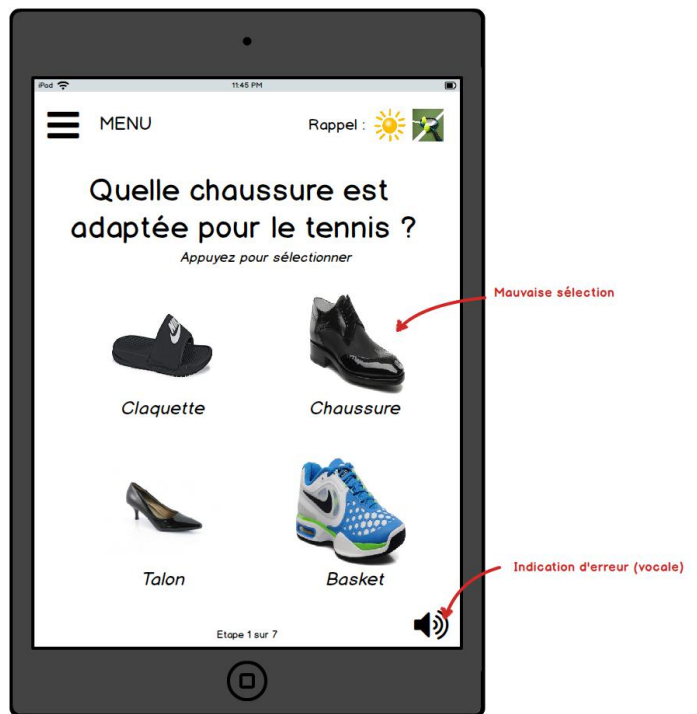 iPod 11:45 PM
MENU Rappel :
Quelle chaussure est
adaptée pour le tennis ?
Appuyez pour sélectionner
Mauvaise sélection
Claquette Chaussure
Talon Basket
Indication d'erreur (vocale)
Etape 1 sur 7